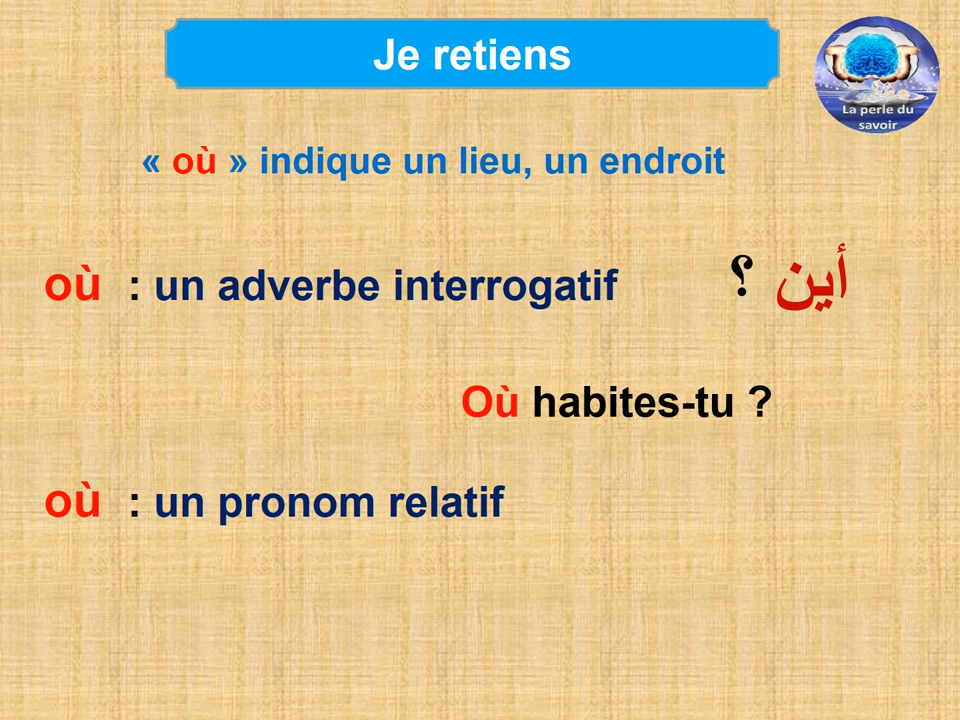 Je retiens
La perle du
savoir
« où » indique un lieu, un endroit
où : un adverbe interrogatif أين ؟
Où habites-tu ?
où : un pronom relatif